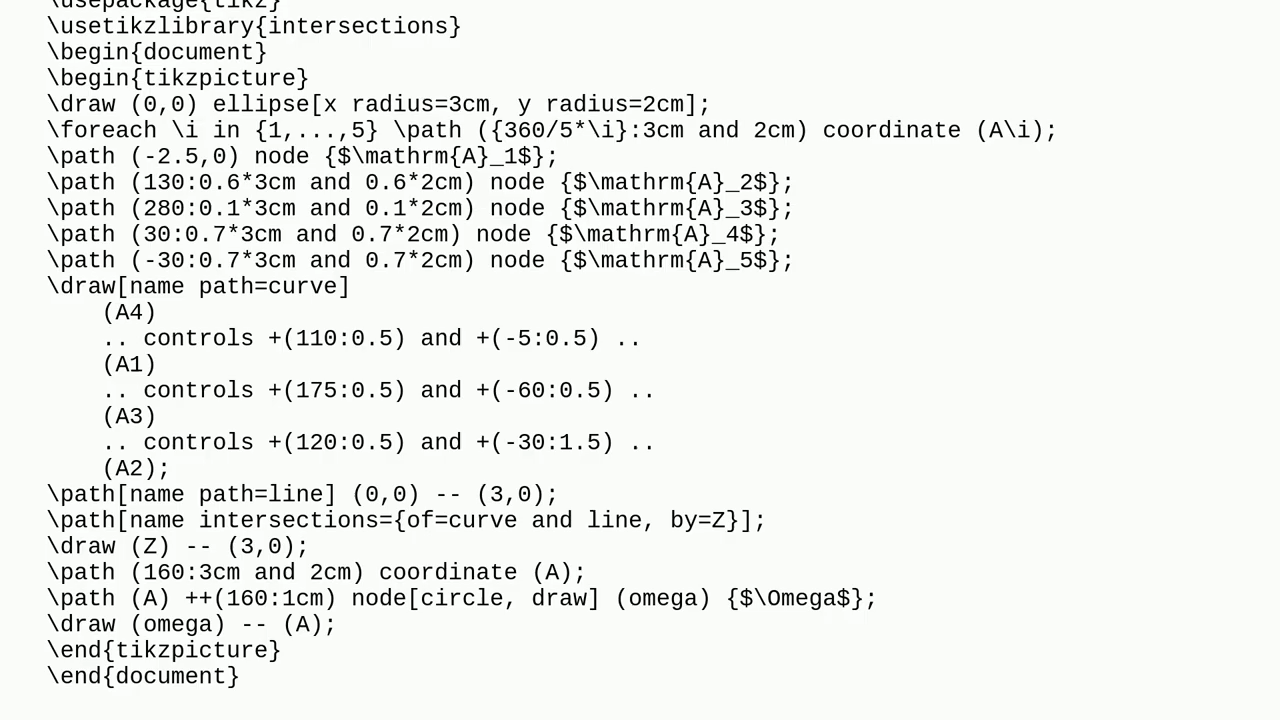 \usepackage{tikz}
\usetikzlibrary{intersections}
\begin{document}
\begin{tikzpicture}
\draw (0,0) ellipse[x radius=3cm, y radius=2cm];
\foreach \i in {1,...,5} \path ({360/5*\i}:3cm and 2cm) coordinate (A\i);
\path (-2.5,0) node {$\mathrm{A}_1$};
\path (130:0.6*3cm and 0.6*2cm) node {$\mathrm{A}_2$};
\path (280:0.1*3cm and 0.1*2cm) node {$\mathrm{A}_3$};
\path (30:0.7*3cm and 0.7*2cm) node {$\mathrm{A}_4$};
\path (-30:0.7*3cm and 0.7*2cm) node {$\mathrm{A}_5$};
\draw[name path=curve]
    (A4)
    .. controls +(110:0.5) and +(-5:0.5) ..
    (A1)
    .. controls +(175:0.5) and +(-60:0.5) ..
    (A3)
    .. controls +(120:0.5) and +(-30:1.5) ..
    (A2);
\path[name path=line] (0,0) -- (3,0);
\path[name intersections={of=curve and line, by=Z}];
\draw (Z) -- (3,0);
\path (160:3cm and 2cm) coordinate (A);
\path (A) ++(160:1cm) node[circle, draw] (omega) {$\Omega$};
\draw (omega) -- (A);
\end{tikzpicture}
\end{document}